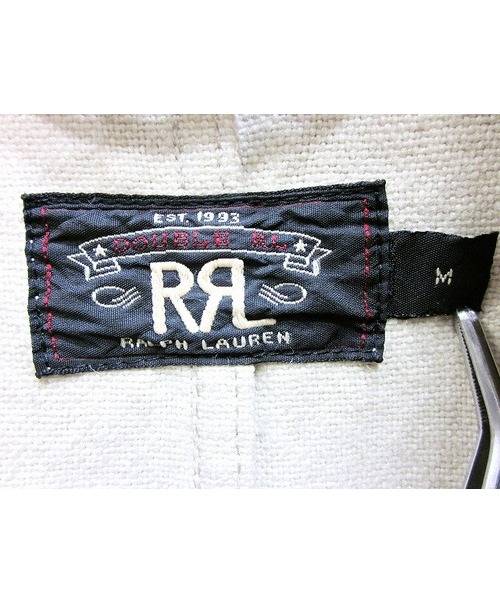 EST. 1993
DOUBLE RL
RRL
RALPH LAUREN
M